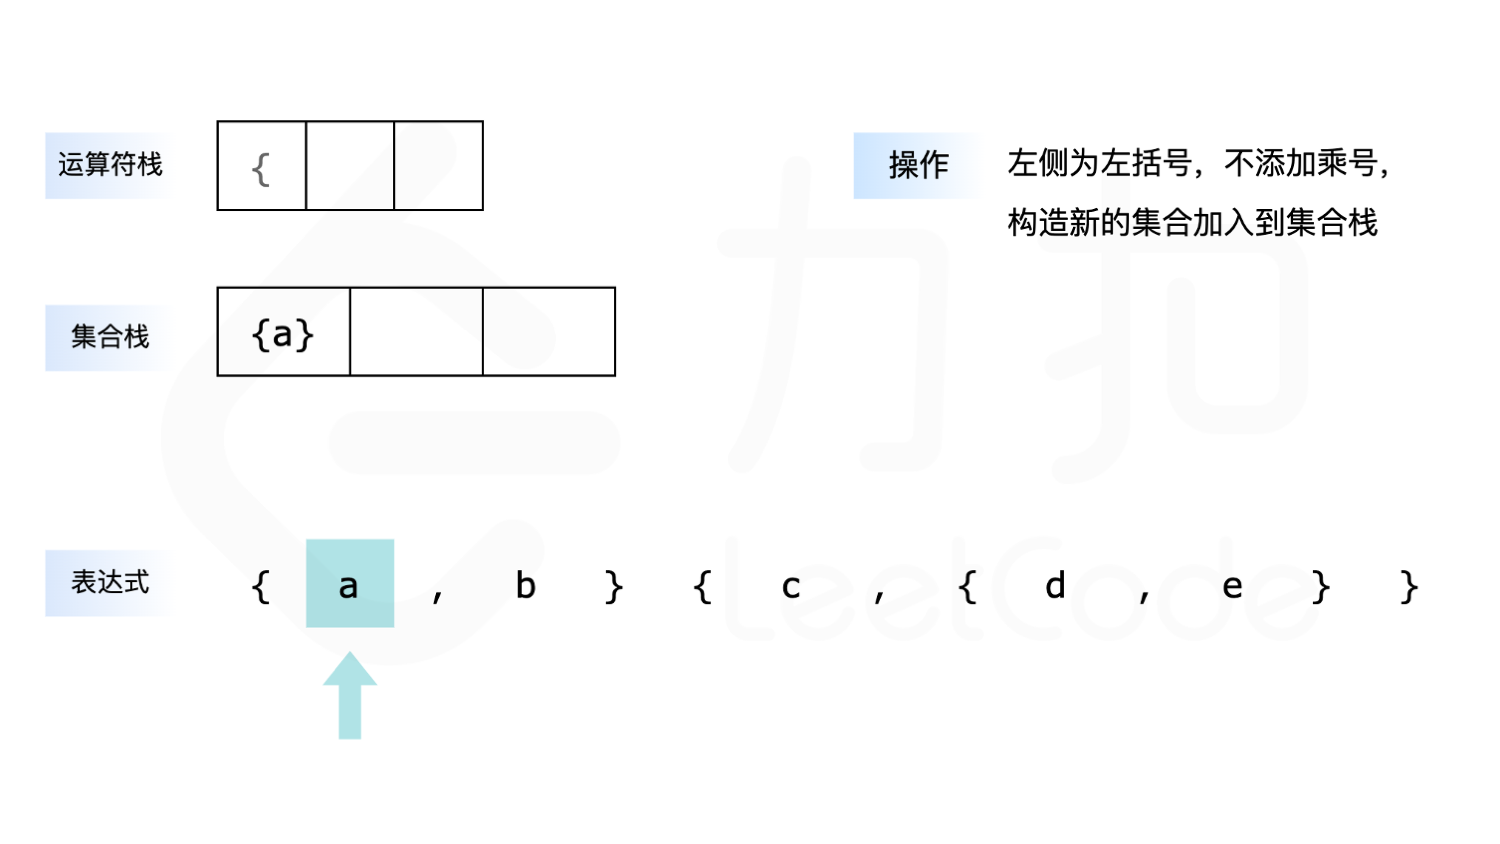 运算符栈
{
操作
左侧为左括号，不添加乘号，
构造新的集合加入到集合栈
集合栈
{a}
表达式
{ a , b } { c , { d , e } }
力扣
LeetCode